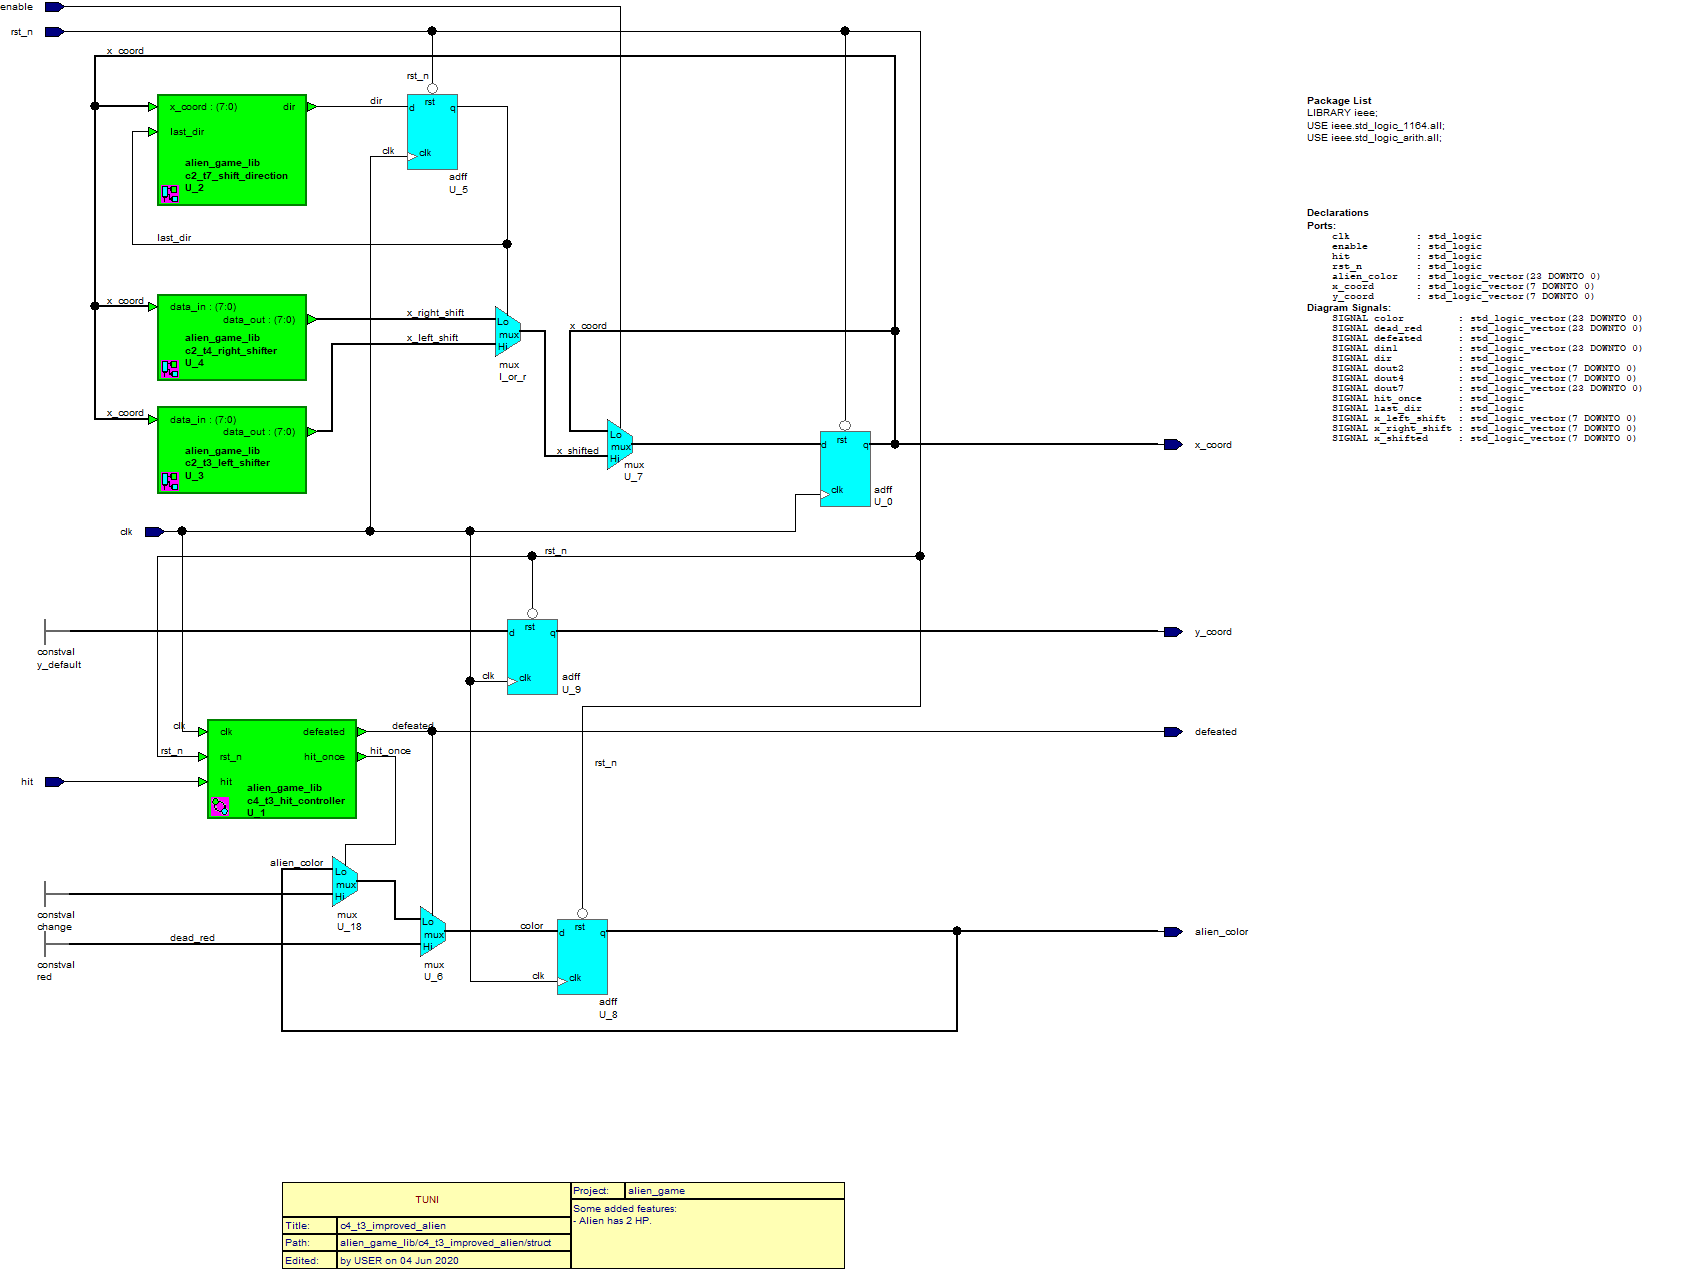 enable
rst_n
x_coord
rst_n
x_coord : (7:0)
dir
last_dir
alien_game_lib
c2_t7_shift_direction
U_2
dir
d
rst
q
clk
clk
adff
U_5
last_dir
x_coord
data_in : (7:0)
data_out : (7:0)
alien_game_lib
c2_t4_right_shifter
U_4
x_right_shift
x_left_shift
Lo
mux
Hi
mux
l_or_r
x_coord
x_coord
data_in : (7:0)
data_out : (7:0)
alien_game_lib
c2_t3_left_shifter
U_3
x_shifted
Lo
mux
Hi
mux
U_7
d
rst
q
clk
adff
U_0
x_coord
clk
rst_n
constval
y_default
d
rst
q
clk
clk
adff
U_9
y_coord
clk
rst_n
hit
clk
defeated
rst_n
hit_once
hit
alien_game_lib
c4_t3_hit_controller
U_1
defeated
hit_once
defeated
rst_n
alien_color
Lo
mux
Hi
mux
U_18
constval
change
dead_red
constval
red
Lo
mux
Hi
mux
U_6
color
d
rst
q
clk
clk
adff
U_8
alien_color
Package List
LIBRARY ieee;
USE ieee.std_logic_1164.all;
USE ieee.std_logic_arith.all;
Declarations
Ports:
clk : std_logic
enable : std_logic
hit : std_logic
rst_n : std_logic
alien_color : std_logic_vector(23 DOWNTO 0)
x_coord : std_logic_vector(7 DOWNTO 0)
y_coord : std_logic_vector(7 DOWNTO 0)
Diagram Signals:
SIGNAL color : std_logic_vector(23 DOWNTO 0)
SIGNAL dead_red : std_logic_vector(23 DOWNTO 0)
SIGNAL defeated : std_logic
SIGNAL din1 : std_logic_vector(23 DOWNTO 0)
SIGNAL dir : std_logic
SIGNAL dout2 : std_logic_vector(7 DOWNTO 0)
SIGNAL dout4 : std_logic_vector(7 DOWNTO 0)
SIGNAL dout7 : std_logic_vector(23 DOWNTO 0)
SIGNAL hit_once : std_logic
SIGNAL last_dir : std_logic
SIGNAL x_left_shift : std_logic_vector(7 DOWNTO 0)
SIGNAL x_right_shift : std_logic_vector(7 DOWNTO 0)
SIGNAL x_shifted : std_logic_vector(7 DOWNTO 0)
TUNI
Title: c4_t3_improved_alien
Path: alien_game_lib/c4_t3_improved_alien/struct
Edited: by USER on 04 Jun 2020
Project: alien_game
Some added features:
- Alien has 2 HP.